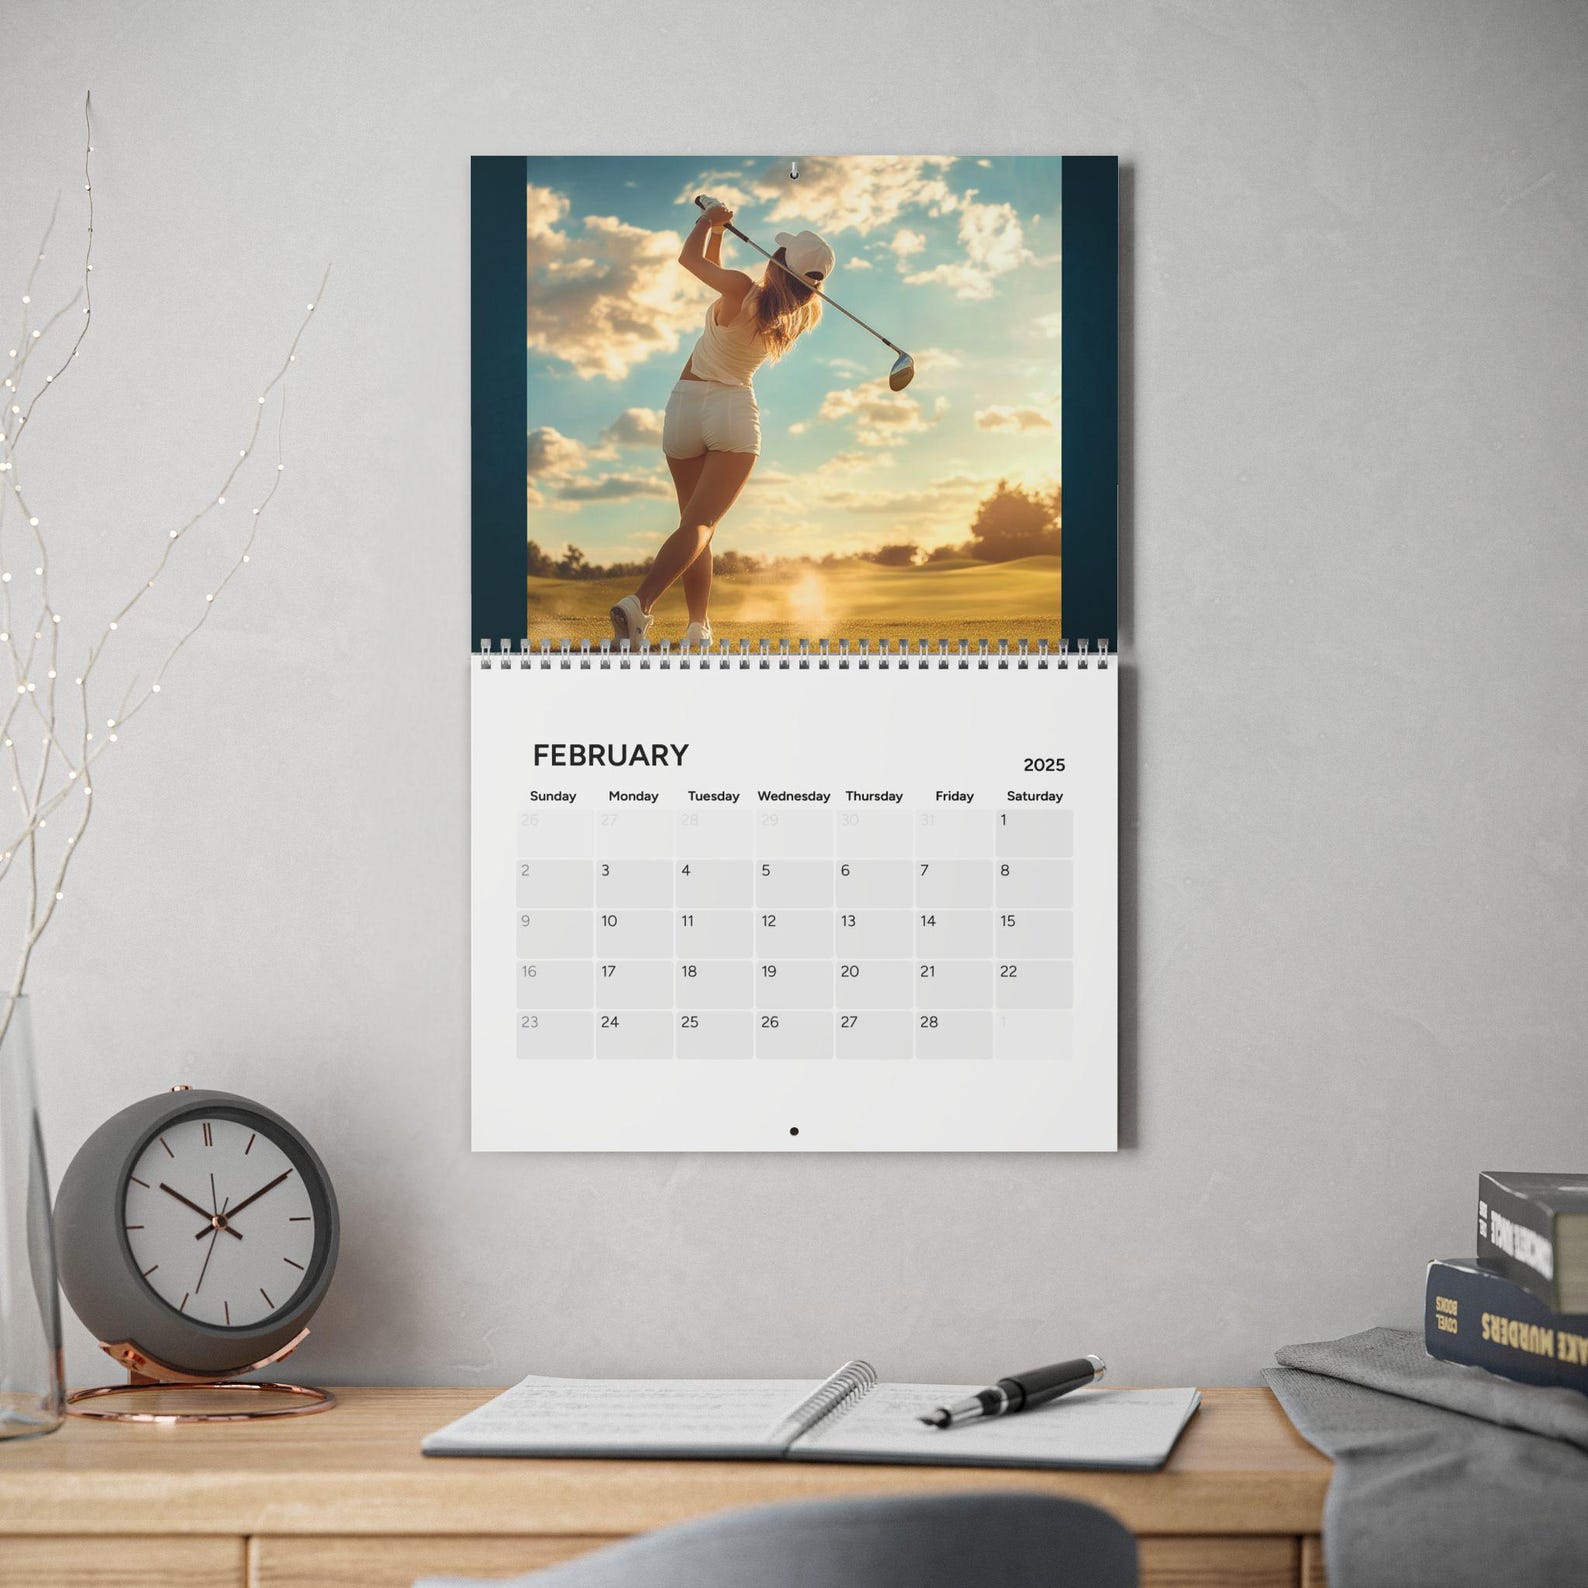 FEBRUARY
2025
Sunday Monday Tuesday Wednesday Thursday Friday Saturday
26 27 28 29 30 31 1
2 3 4 5 6 7 8
9 10 11 12 13 14 15
16 17 18 19 20 21 22
23 24 25 26 27 28 1
COVEL
BOOKS
AKE MURDERS